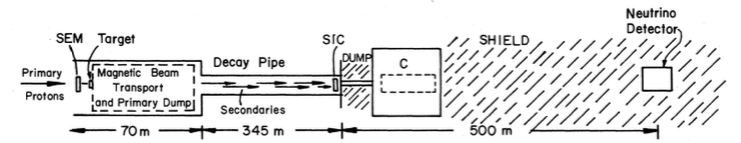 Neutrino
Detector
SEM Target
Decay Pipe
SIC
DUMP
C
SHIELD
Primary
Protons
Magnetic Beam
Transport
and Primary Dump
Secondaries
70 m
345 m
500 m